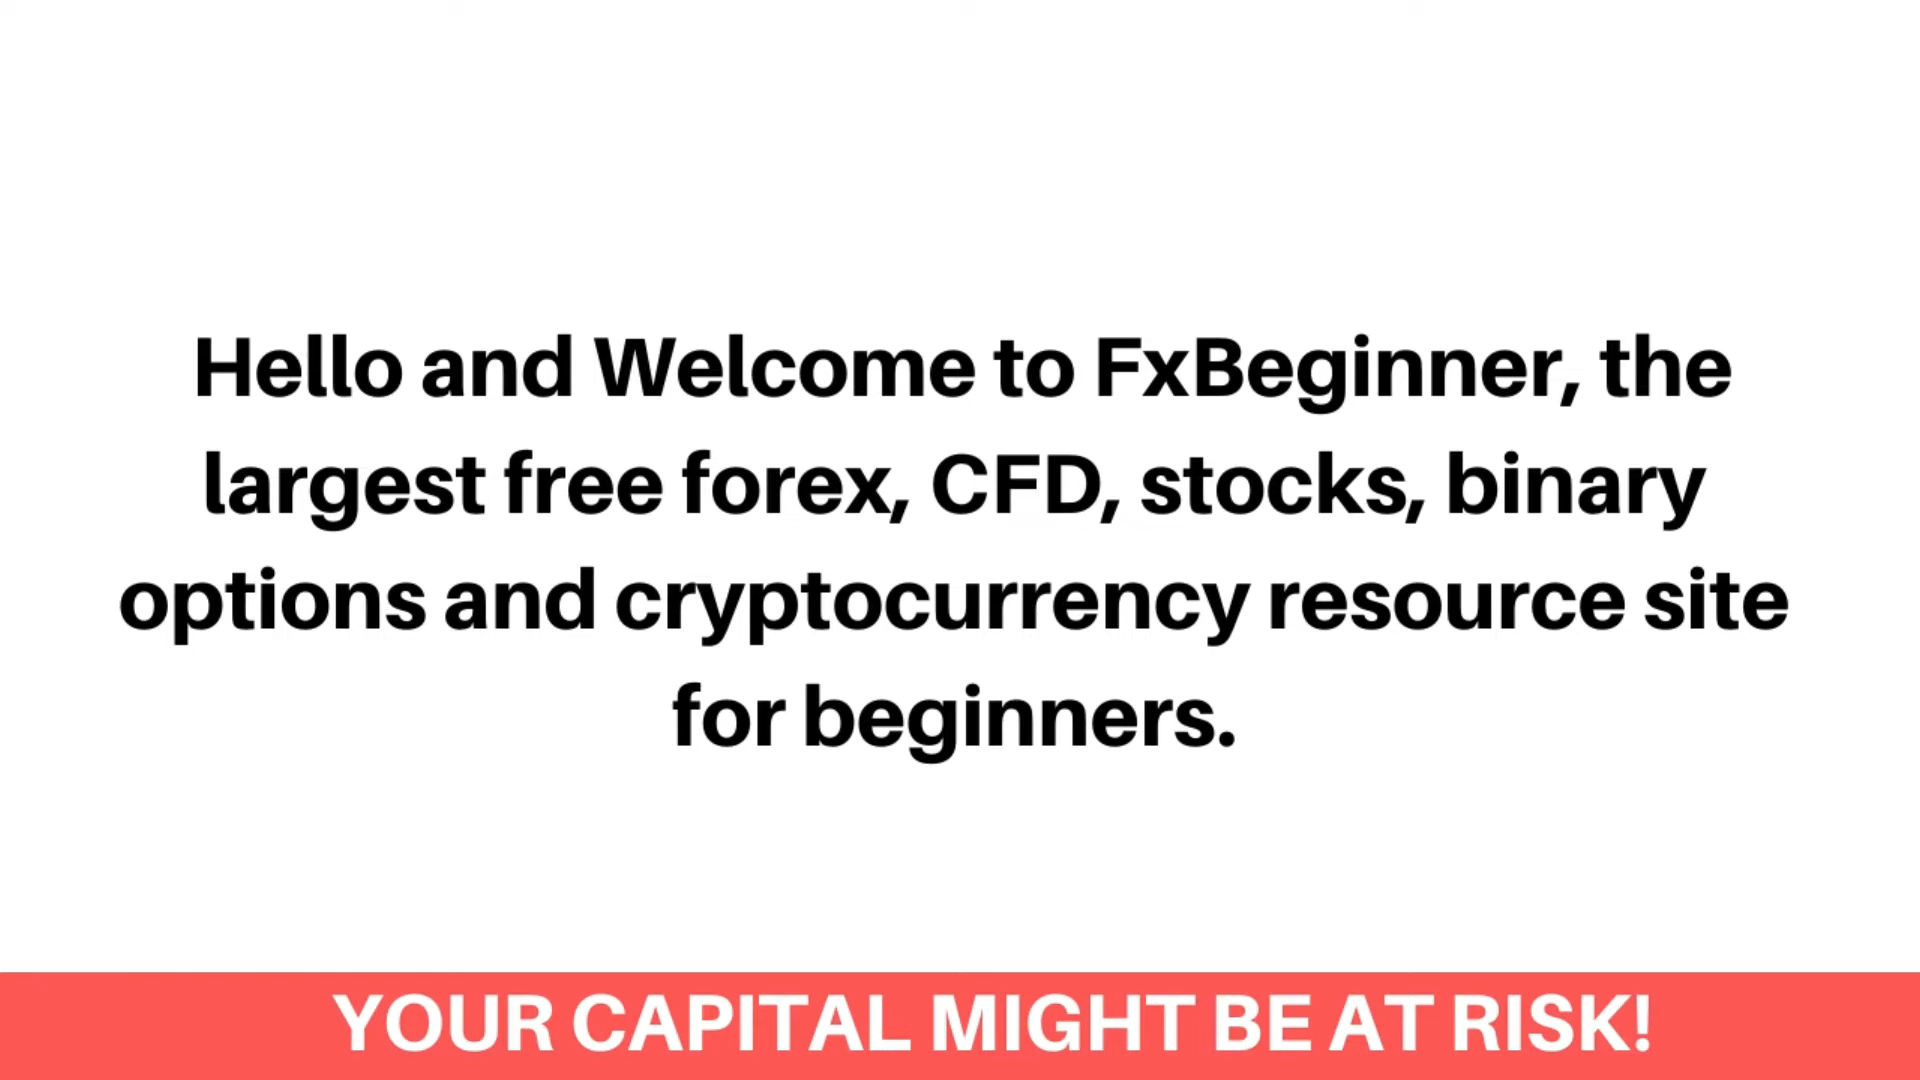 Hello and Welcome to FxBeginner, the
largest free forex, CFD, stocks, binary
options and cryptocurrency resource site
for beginners.
YOUR CAPITAL MIGHT BE AT RISK!